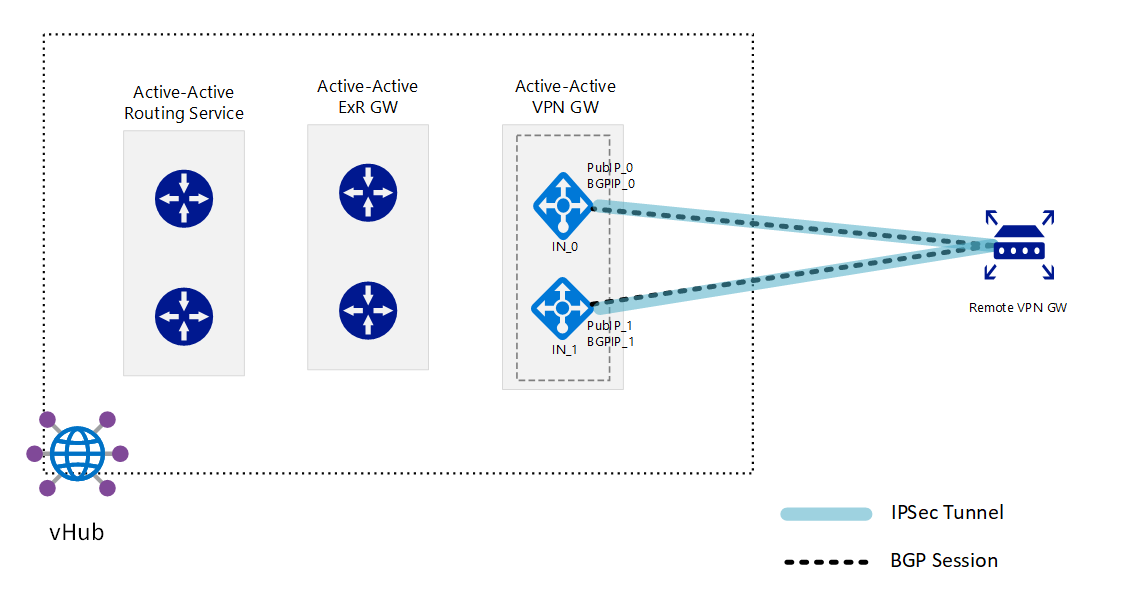 Active-Active
Routing Service
Active-Active
ExR GW
Active-Active
VPN GW
PubIP_0
BGPIP_0
IN_0
PubIP_1
BGPIP_1
IN_1
Remote VPN GW
vHub
IPSec Tunnel
BGP Session